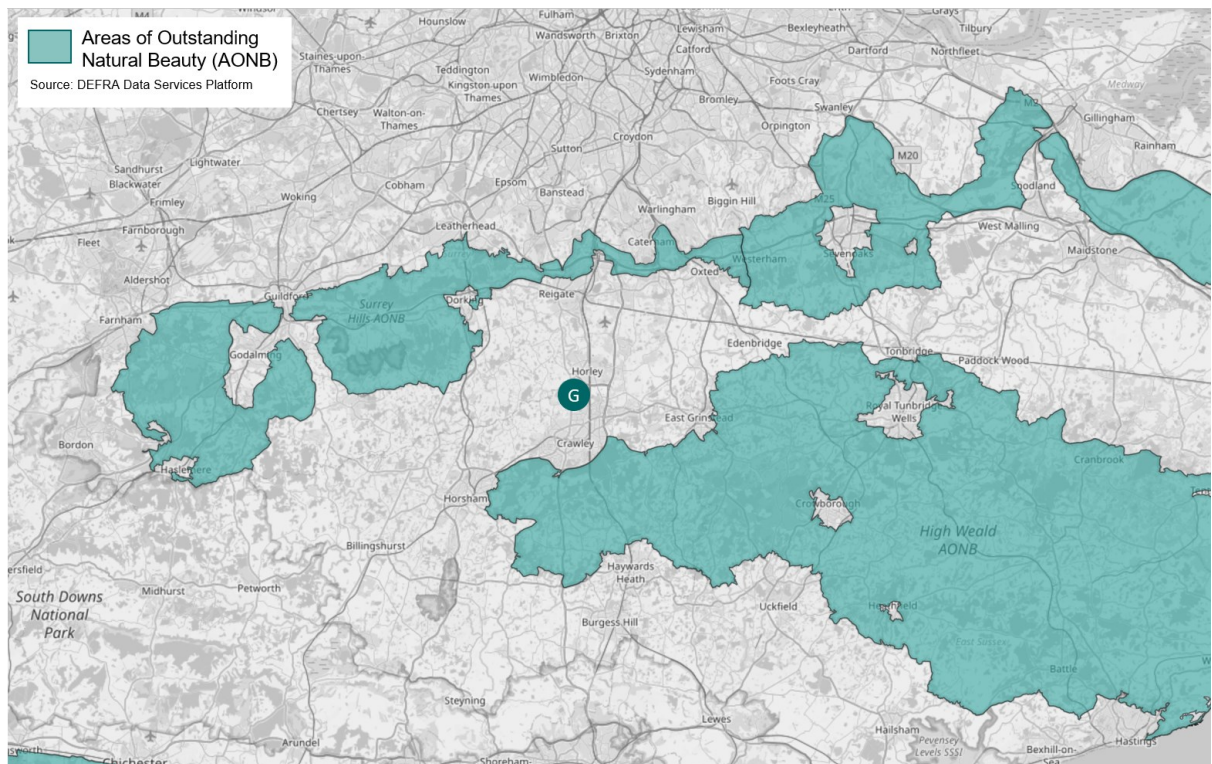 Areas of Outstanding
Natural Beauty (AONB)
Source: DEFRA Data Services Platform
M4
Hounslow
Fulham
Wandsworth
Brixton
Lewisham
Bexleyheath
Grays
Tilbury
Staines-upon-
Thames
Teddington
Catford
Dartford
Northfleet
Kingston-upon
Thames
Wimbledon
Sydenham
Foots Cray
Medway
Chertsey
Walton-on-
Thames
Bromley
Swanley
M2
Gillingham
Croydon
Orpington
Rainham
Sutton
M20
Sandhurst
Blackwater
Lightwater
Cobham
Epsom
Banstead
Biggin Hill
Snodland
Frimley
Woking
Warlingham
M25
Farnborough
Fleet
Leatherhead
Caterham
West Malling
Maidstone
Aldershot
Westerham
Sevenoaks
Oxted
Guildford
Dorking
Reigate
Farnham
Surrey
Hills AONB
Edenbridge
Tonbridge
Paddock Wood
Godalming
Horley
G
Royal Tunbridge
Wells
East Grinstead
Bordon
Crawley
Cranbrook
Haslemere
Horsham
Crowborough
High Weald
AONB
Billingshurst
Haywards
Heath
Midhurst
Petworth
South Downs
National
Park
Uckfield
Heathfield
Burgess Hill
East Sussex
Battle
Steyning
Lewes
Hailsham
Pevensey
Levels SSSI
Hastings
Arundel
Bexhill-on-
Sea
Chichester
Shoreham-